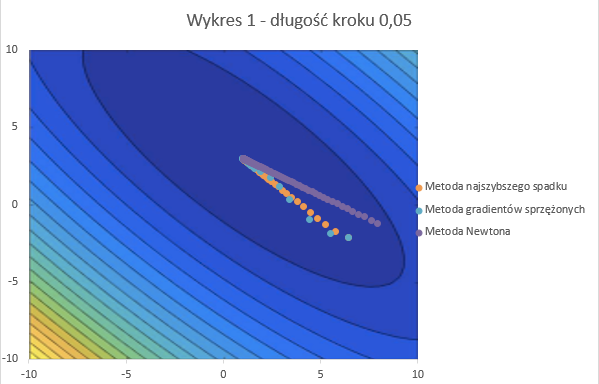 Wykres 1 - długość kroku 0,05
10
5
0
-5
-10
-10
-5
0
5
10
Metoda najszybszego spadku
Metoda gradientów sprzężonych
Metoda Newtona